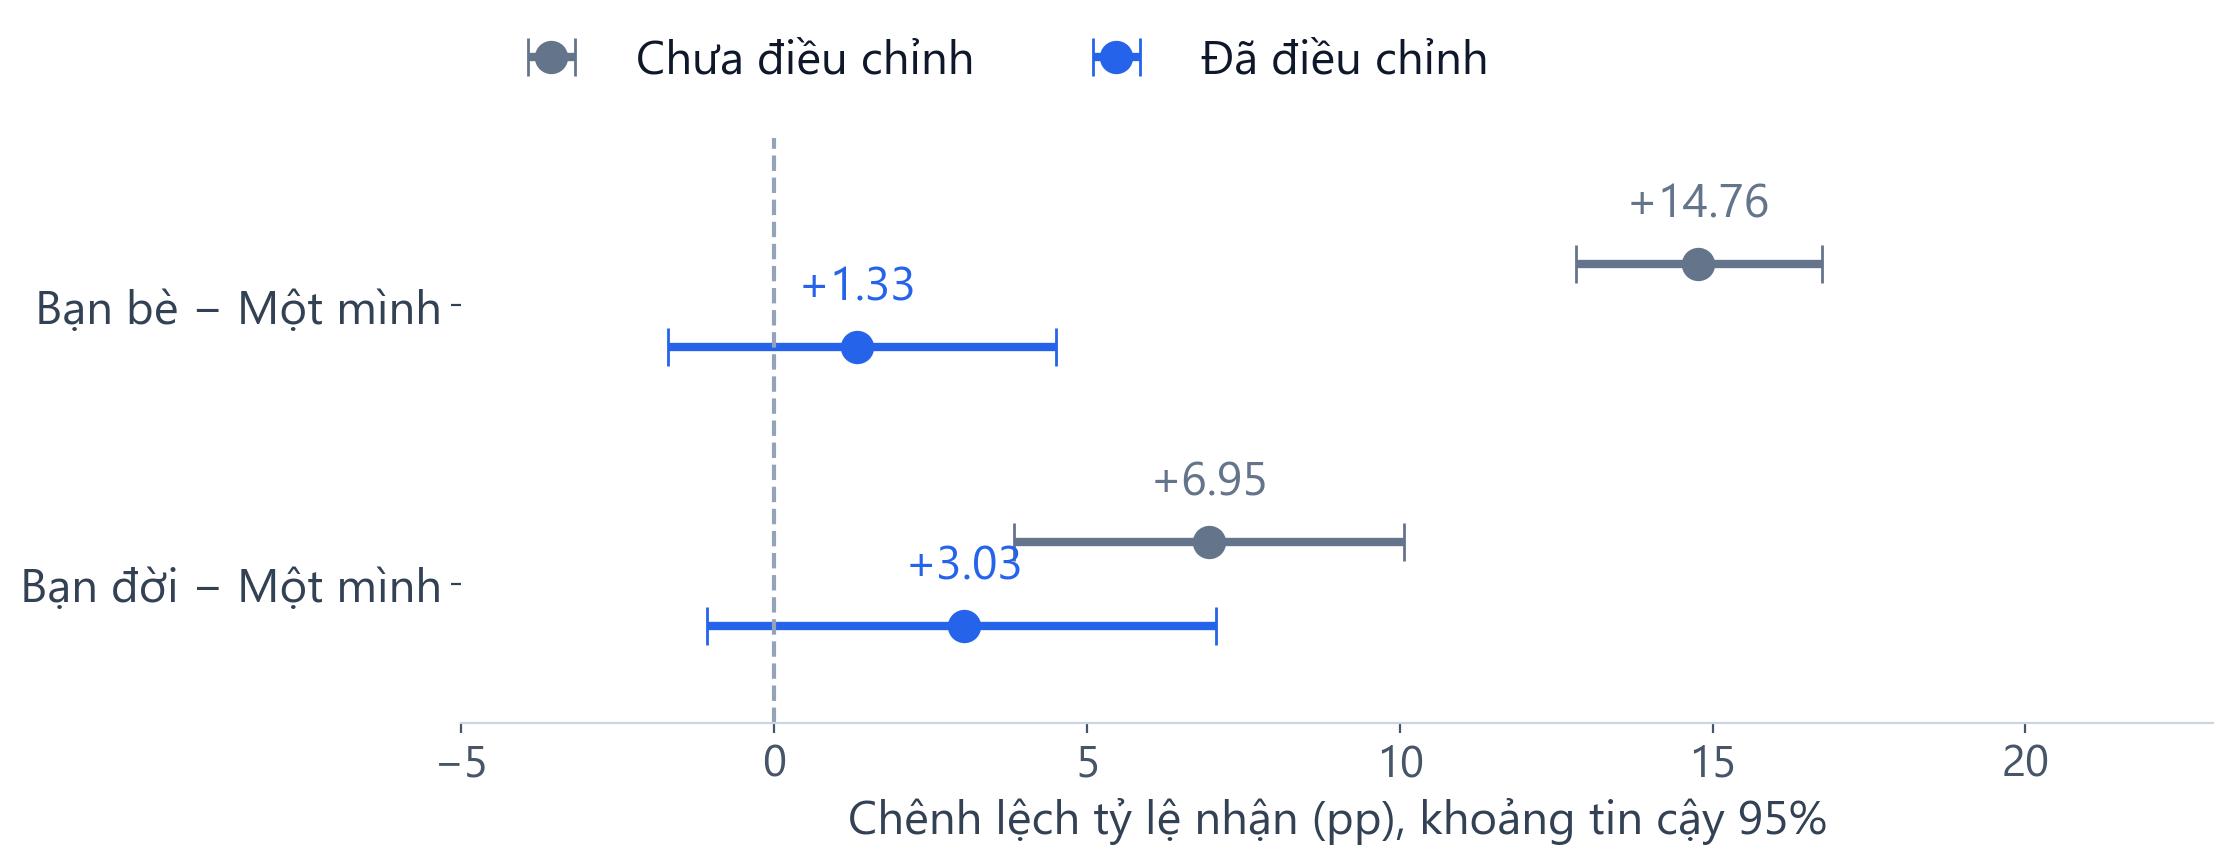 Chưa điều chỉnh Đã điều chỉnh
+14.76
Bạn bè – Một mình
+1.33
+6.95
+3.03
Bạn đời – Một mình
−5 0 5 10 15 20
Chênh lệch tỷ lệ nhận (pp), khoảng tin cậy 95%